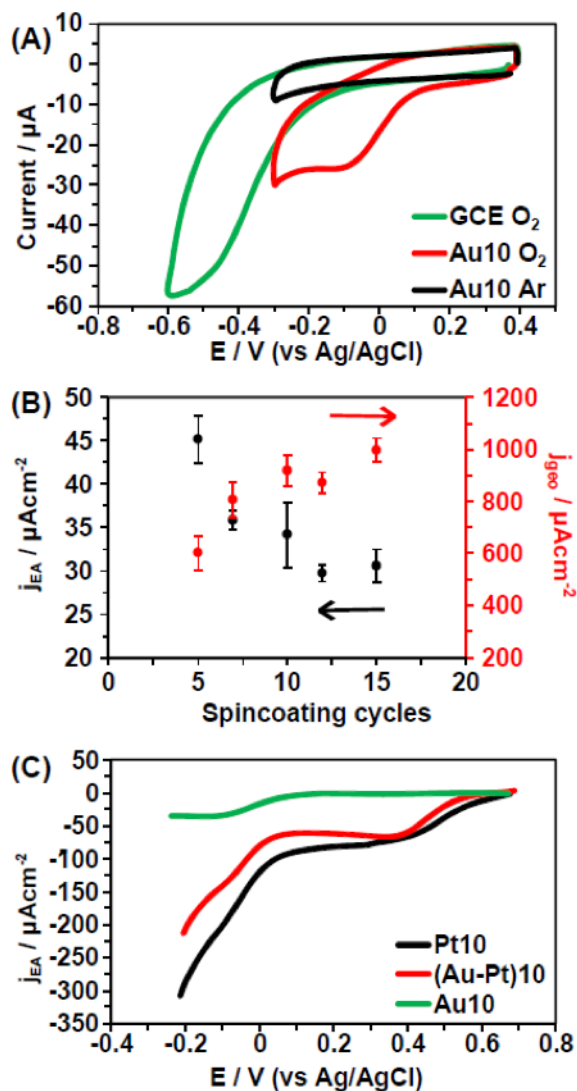 (A)
10
0
-10
-20
-30
-40
-50
-60
Current / µA
GCE O₂
Au10 O₂
Au10 Ar
-0.8 -0.6 -0.4 -0.2 0 0.2 0.4
E / V (vs Ag/AgCl)
(B)
50
45
40
35
30
25
20
jEA / µAcm⁻²
1200
1000
800
600
400
200
jgeo / µAcm⁻²
0 5 10 15 20
Spincoating cycles
(C)
50
0
-50
-100
-150
-200
-250
-300
-350
jEA / µAcm⁻²
Pt10
(Au-Pt)10
Au10
-0.4 -0.2 0 0.2 0.4 0.6 0.8
E / V (vs Ag/AgCl)